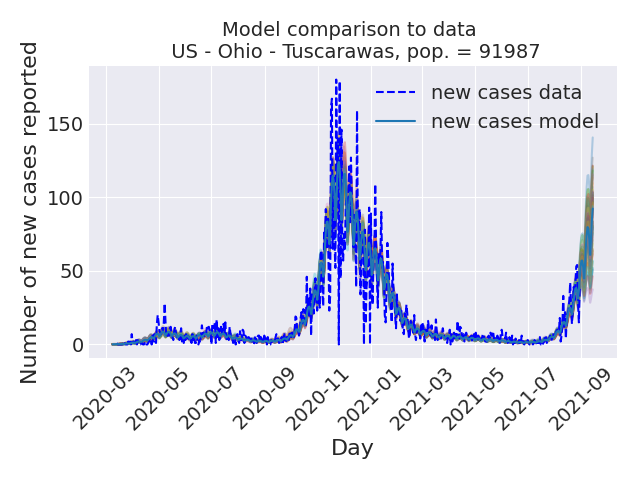 Model comparison to data
US - Ohio - Tuscarawas, pop. = 91987
Number of new cases reported
150
100
50
0
new cases data
new cases model
2020-03
2020-05
2020-07
2020-09
2020-11
2021-01
2021-03
2021-05
2021-07
2021-09
Day